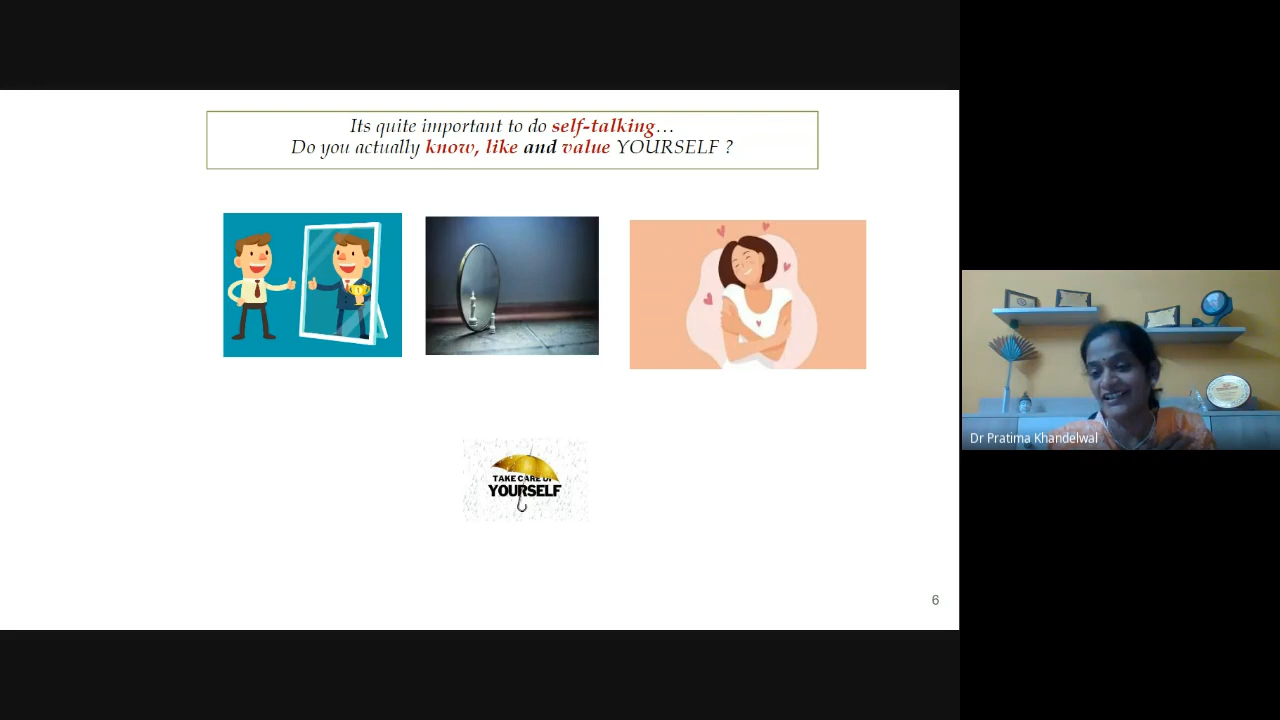 Its quite important to do self-talking...
Do you actually know, like and value YOURSELF ?
TAKE CARE OF
YOURSELF
6
Dr Pratima Khandelwal